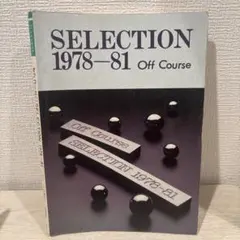 SELECTION
1978—81 Off Course
Off Course
SELECTION 1978-81